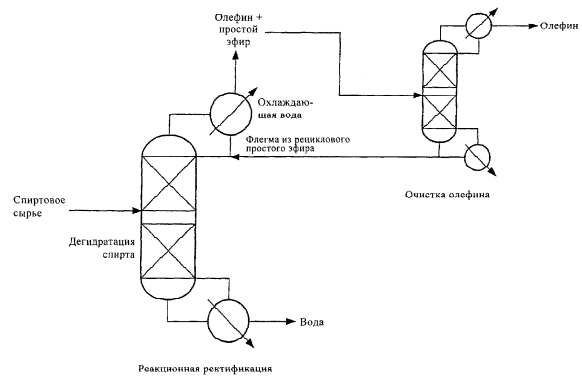 Олефин +
простой
эфир
Олефин
Охлаждаю-
щая вода
Флегма из рециклового
простого эфира
Очистка олефина
Спиртовое
сырье
Дегидратация
спирта
Вода
Реакционная ректификация